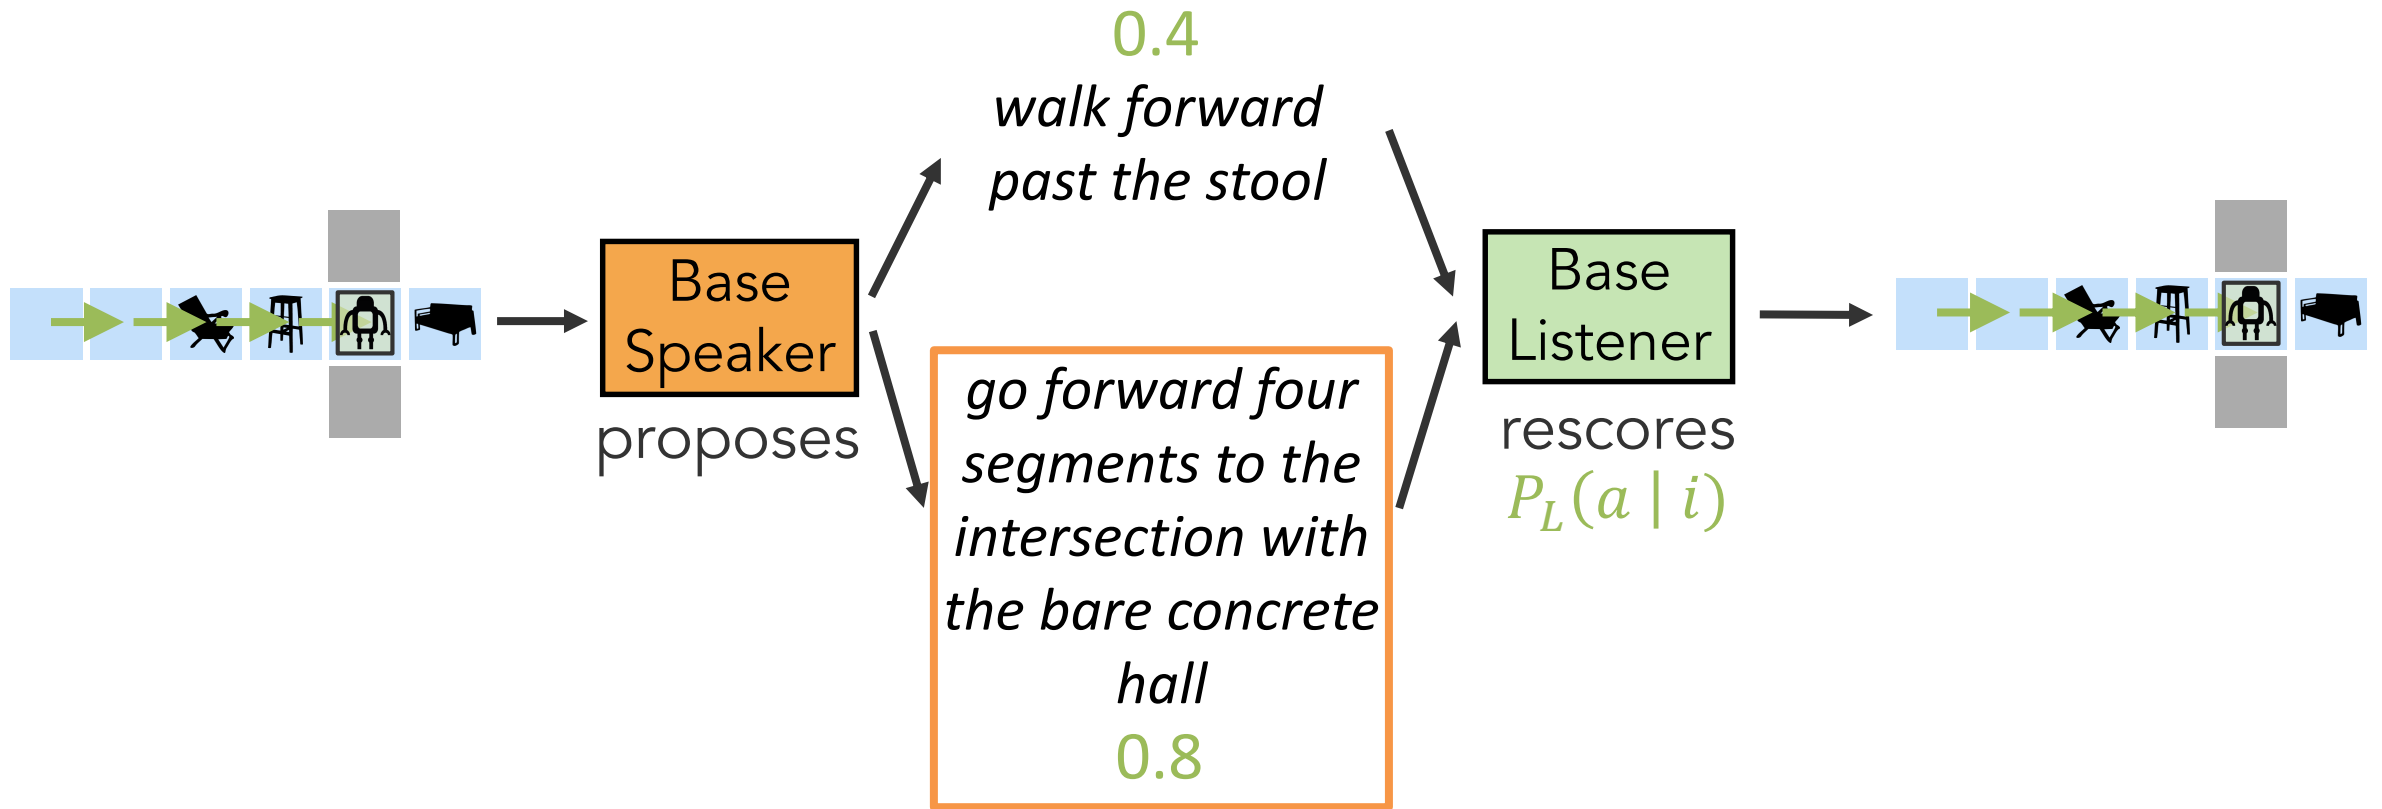 0.4
walk forward
past the stool
Base
Speaker
proposes
go forward four
segments to the
intersection with
the bare concrete
hall
0.8
Base
Listener
rescores
P_L(a | i)